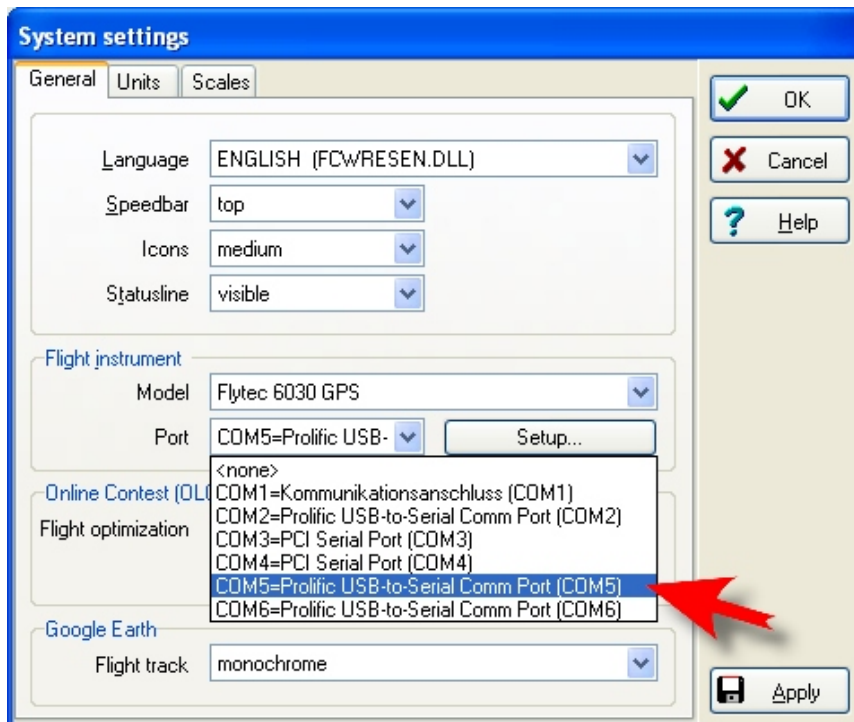 System settings
General Units Scales
Language ENGLISH (FCWRESEN.DLL)
Speedbar top
Icons medium
Statusline visible
Flight instrument
Model Flytec 6030 GPS
Port COM5=Prolific USB- Setup...
<none>
COM1=Kommunikationsanschluss (COM1)
COM2=Prolific USB-to-Serial Comm Port (COM2)
COM3=PCI Serial Port (COM3)
COM4=PCI Serial Port (COM4)
COM5=Prolific USB-to-Serial Comm Port (COM5)
COM6=Prolific USB-to-Serial Comm Port (COM6)
Online Contest
Flight optimization
Google Earth
Flight track monochrome
OK
Cancel
Help
Apply